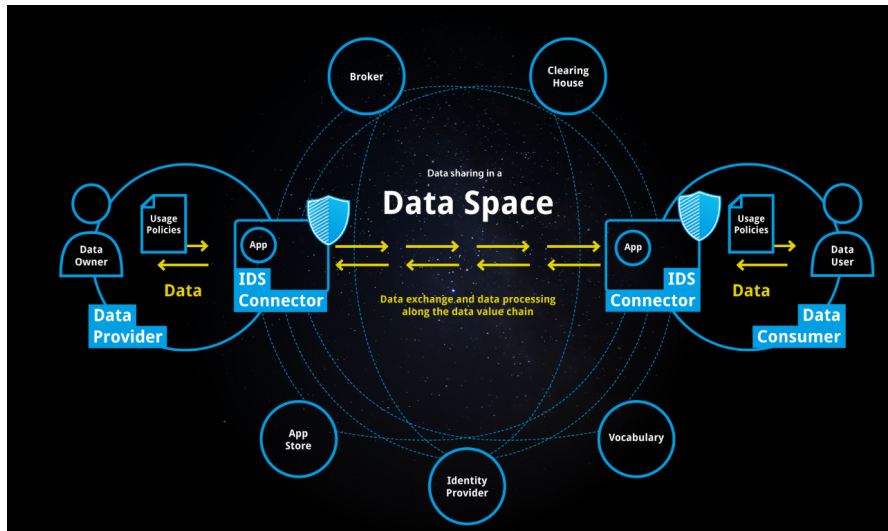 Broker
Clearing
House
Data sharing in a
Data Space
Usage
Policies
Data
Owner
Data
Data
Provider
App
IDS
Connector
Data exchange and data processing
along the data value chain
App
IDS
Connector
Usage
Policies
Data
User
Data
Data
Consumer
App
Store
Identity
Provider
Vocabulary